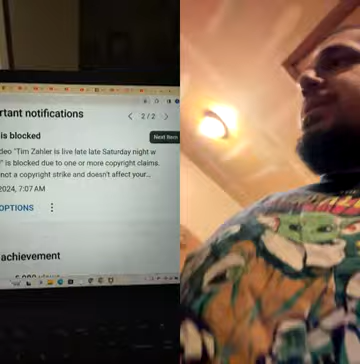 rtant notifications
2 / 2
is blocked
Next item
deo "Tim Zahler is live late late Saturday night w
" is blocked due to one or more copyright claims.
not a copyright strike and doesn't affect your...
2024, 7:07 AM
OPTIONS
achievement